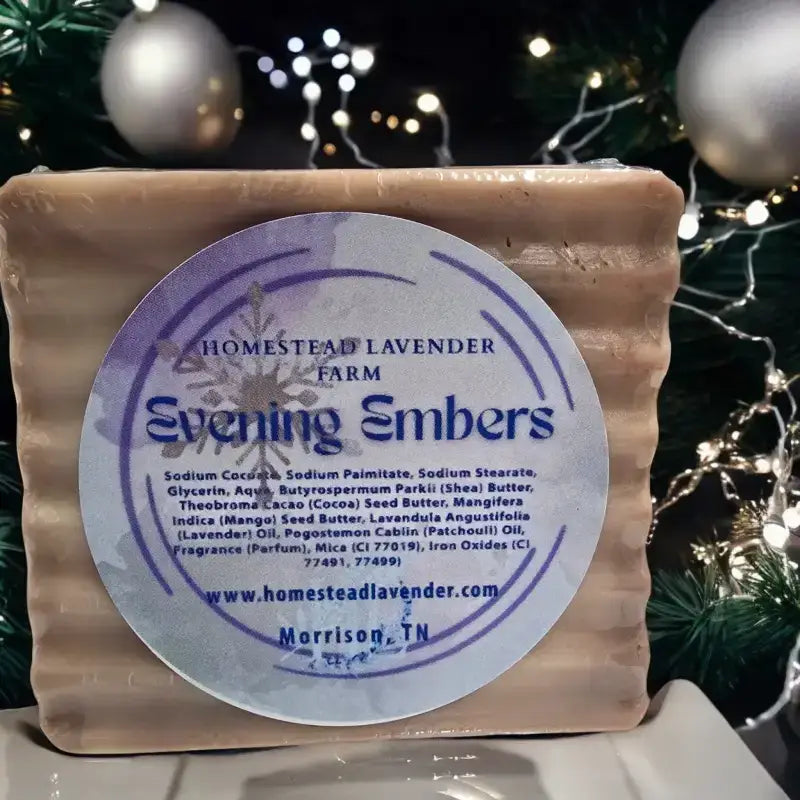 HOMESTEAD LAVENDER
FARM
Evening Embers
Sodium Cocoate, Sodium Palmitate, Sodium Stearate,
Glycerin, Aqua, Butyrospermum Parkii (Shea) Butter,
Theobroma Cacao (Cocoa) Seed Butter, Mangifera
Indica (Mango) Seed Butter, Lavandula Angustifolia
(Lavender) Oil, Pogostemon Cablin (Patchouli) Oil,
Fragrance (Parfum), Mica (CI 77019), Iron Oxides (CI
77491, 77499)
www.homesteadlavender.com
Morrison, TN